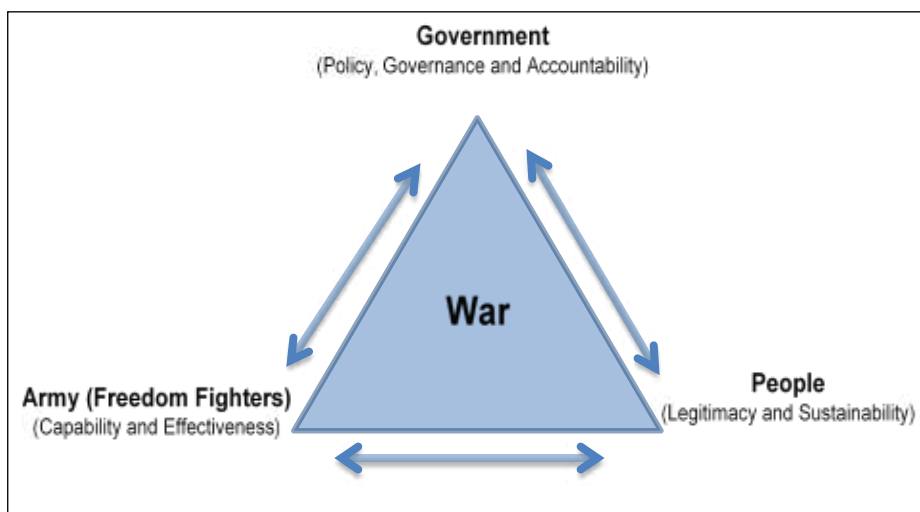 Government
(Policy, Governance and Accountability)
War
Army (Freedom Fighters)
(Capability and Effectiveness)
People
(Legitimacy and Sustainability)